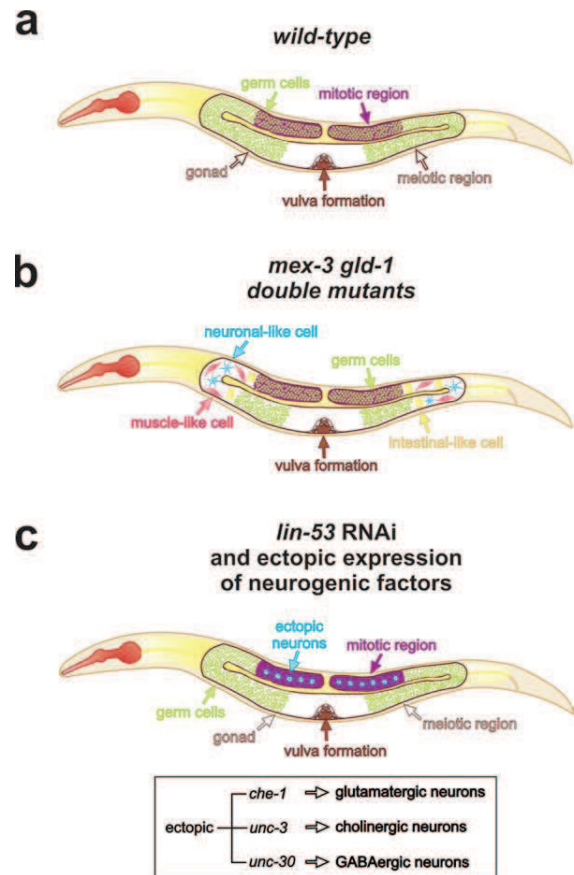 a
wild-type
germ cells
mitotic region
gonad
meiotic region
vulva formation
b
mex-3 gld-1
double mutants
neuronal-like cell
germ cells
muscle-like cell
intestinal-like cell
vulva formation
c
lin-53 RNAi
and ectopic expression
of neurogenic factors
ectopic
neurons
mitotic region
germ cells
gonad
meiotic region
vulva formation
che-1 glutamatergic neurons
ectopic unc-3 cholinergic neurons
unc-30 GABAergic neurons